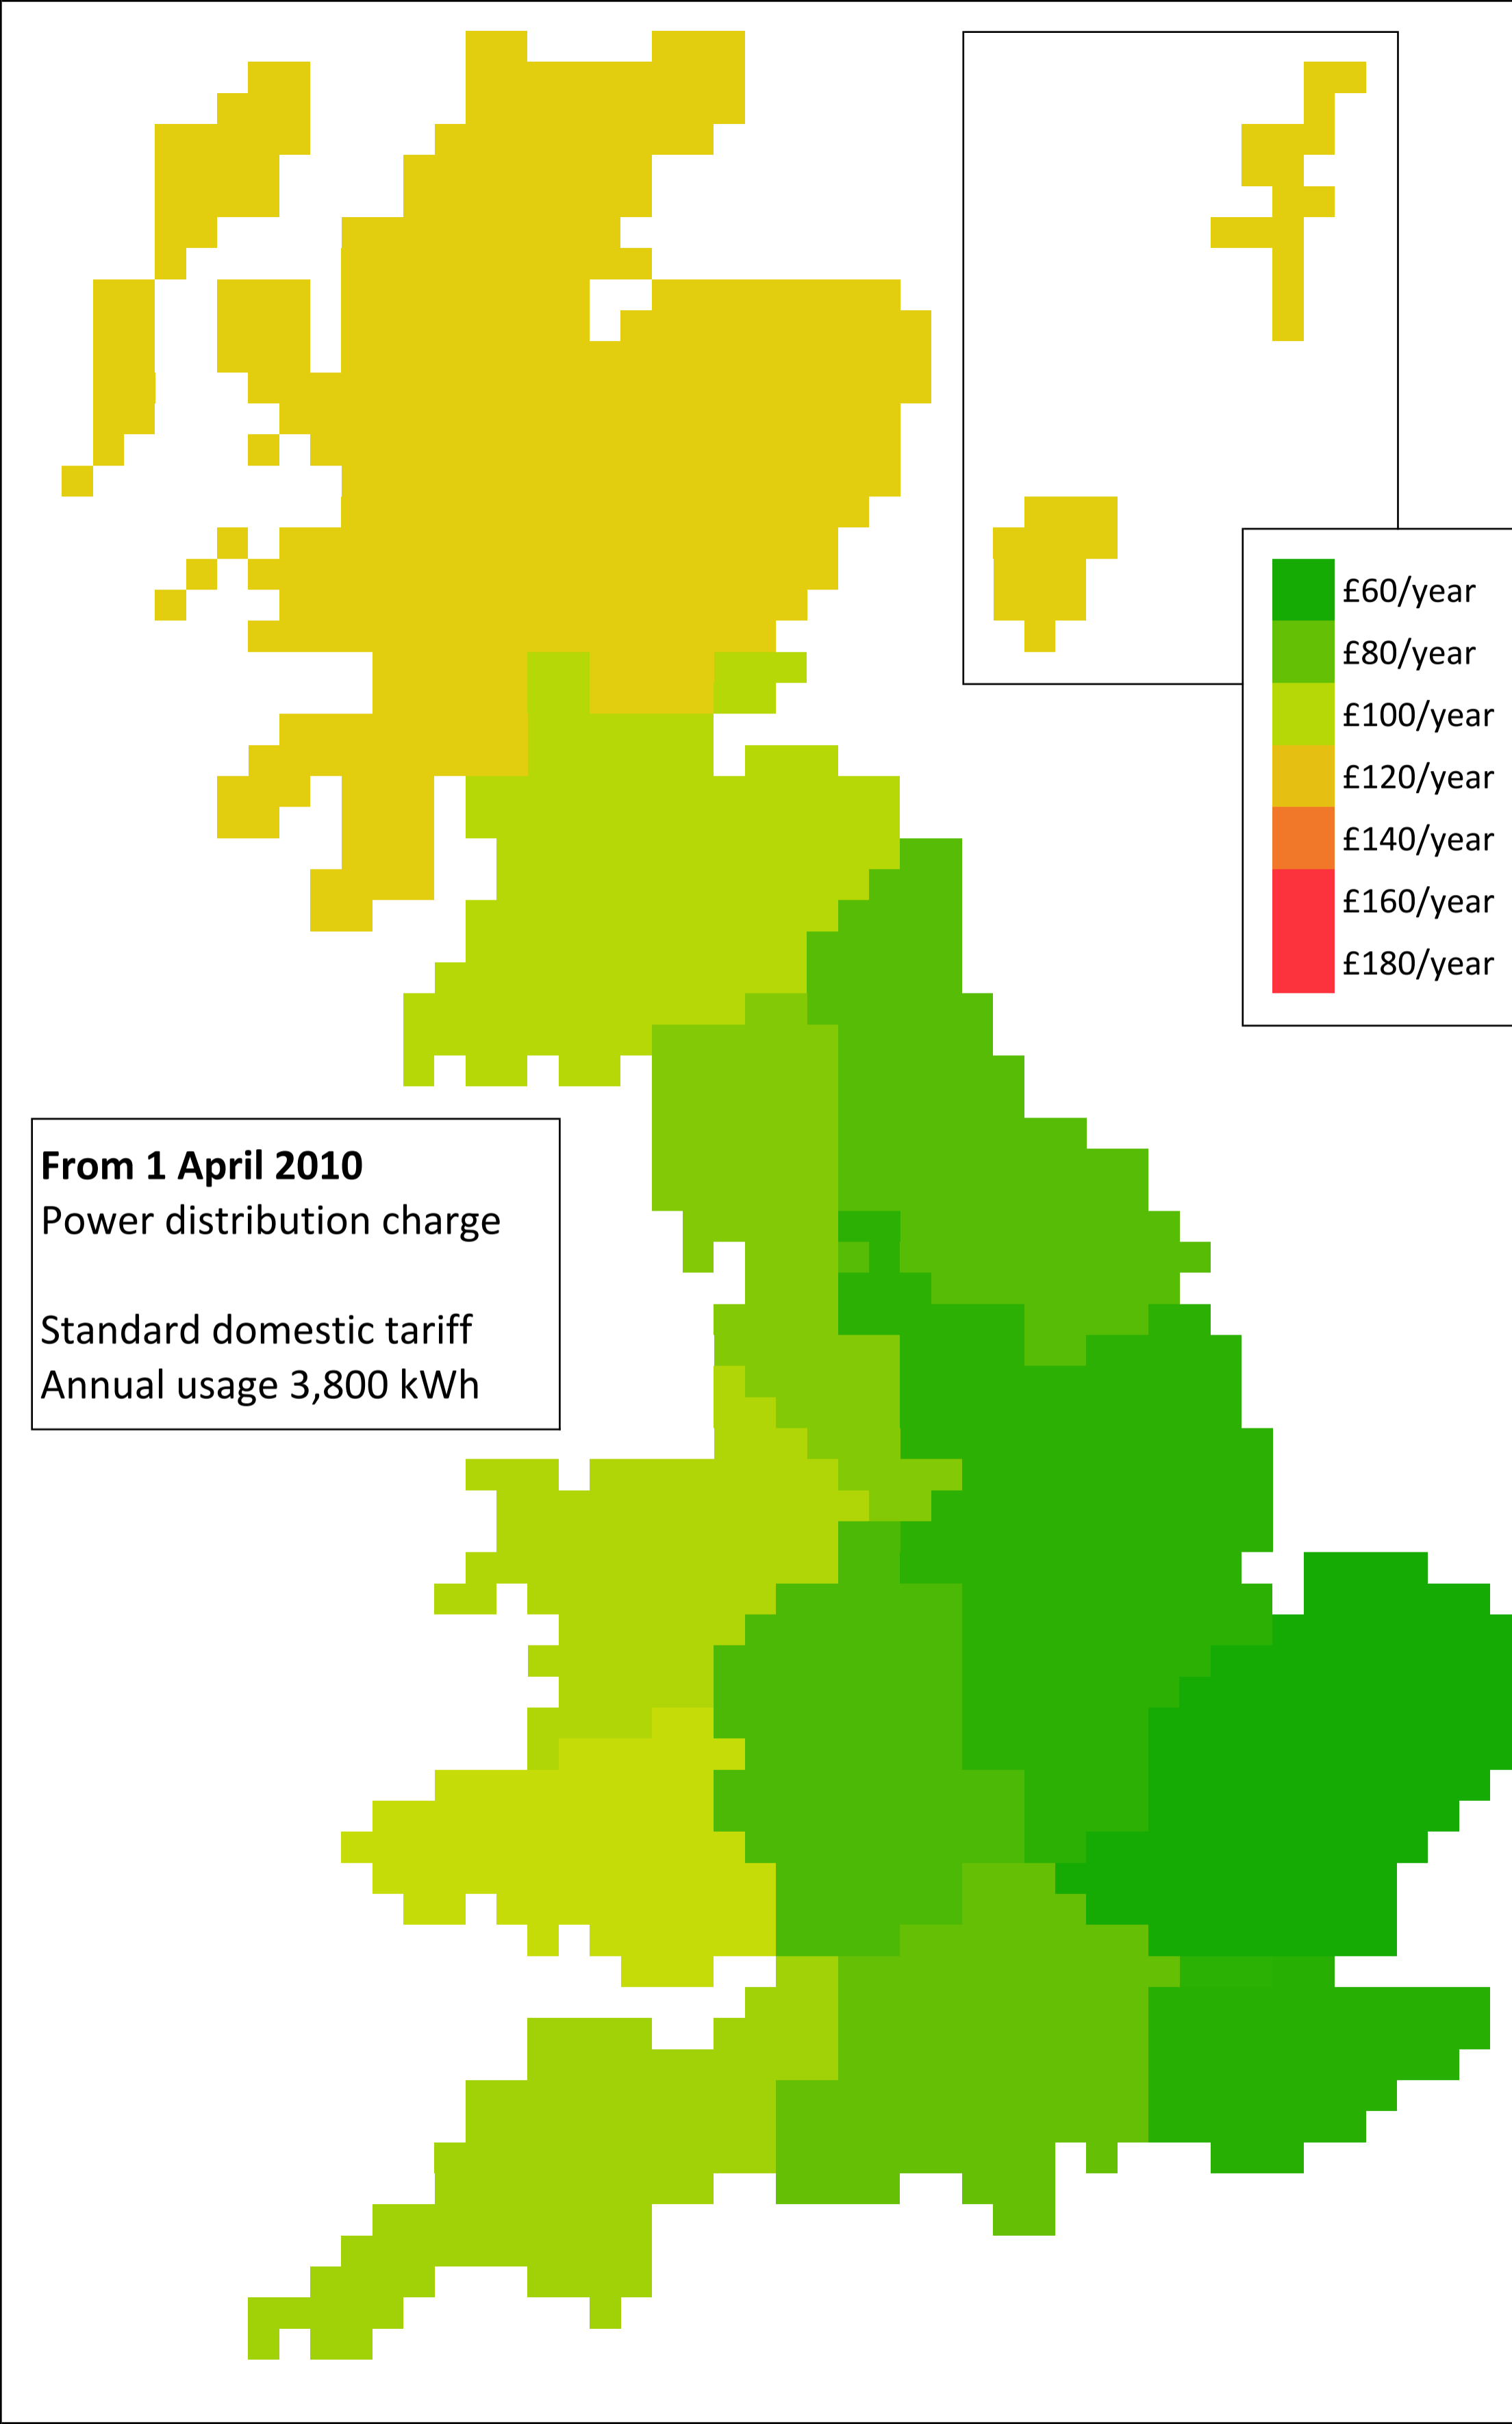 £60/year
£80/year
£100/year
£120/year
£140/year
£160/year
£180/year
From 1 April 2010
Power distribution charge
Standard domestic tariff
Annual usage 3,800 kWh